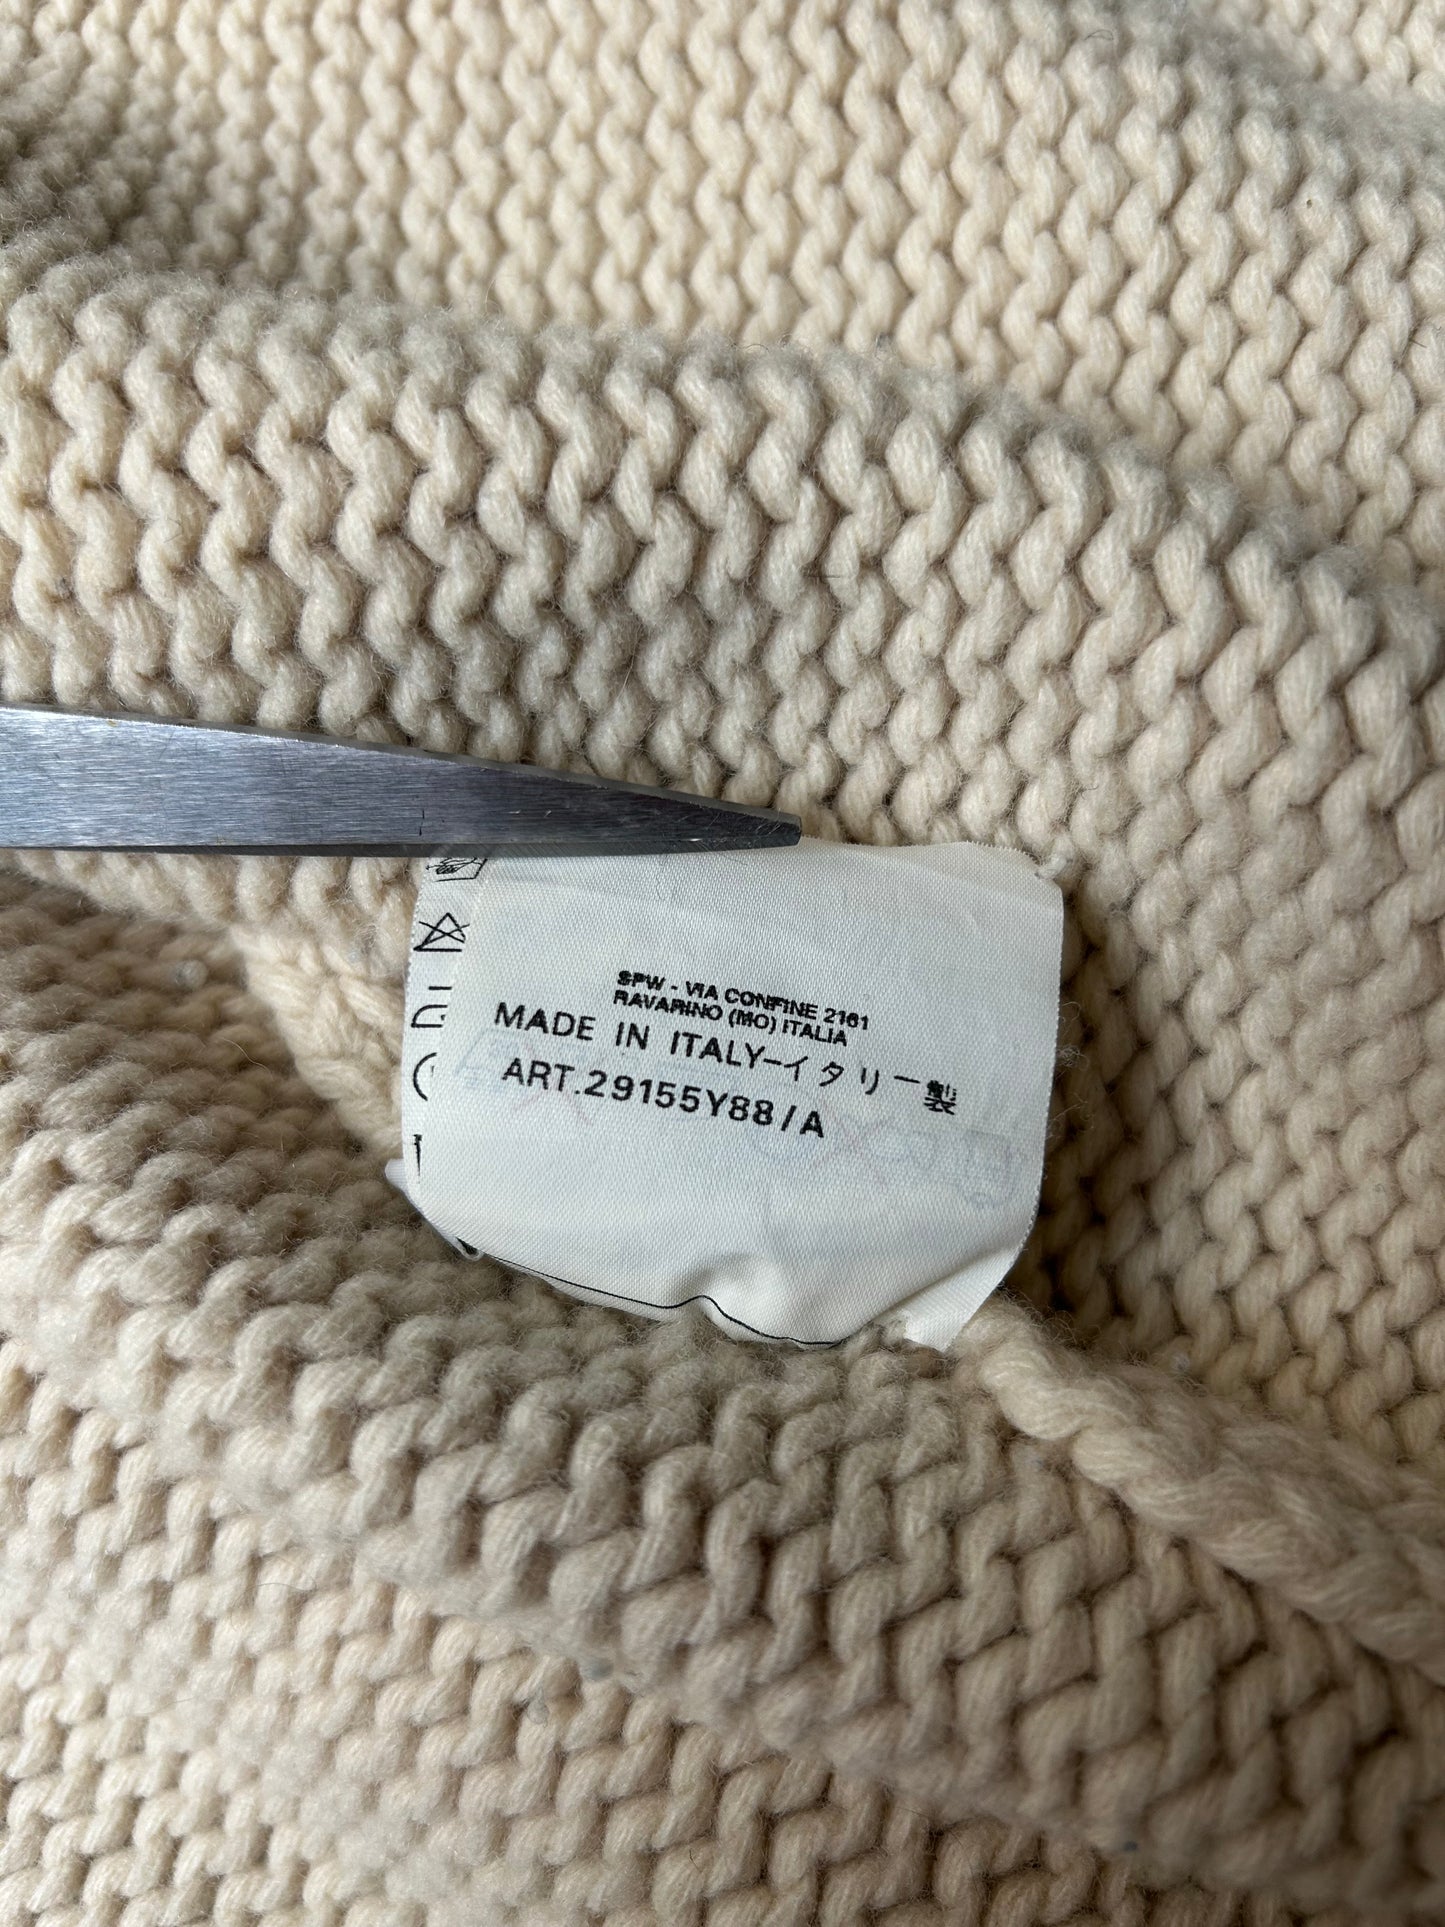 SPW - VIA CONFINE 2161
RAVARINO (MO) ITALIA
MADE IN ITALY-イタリー製
ART.29155Y88/A